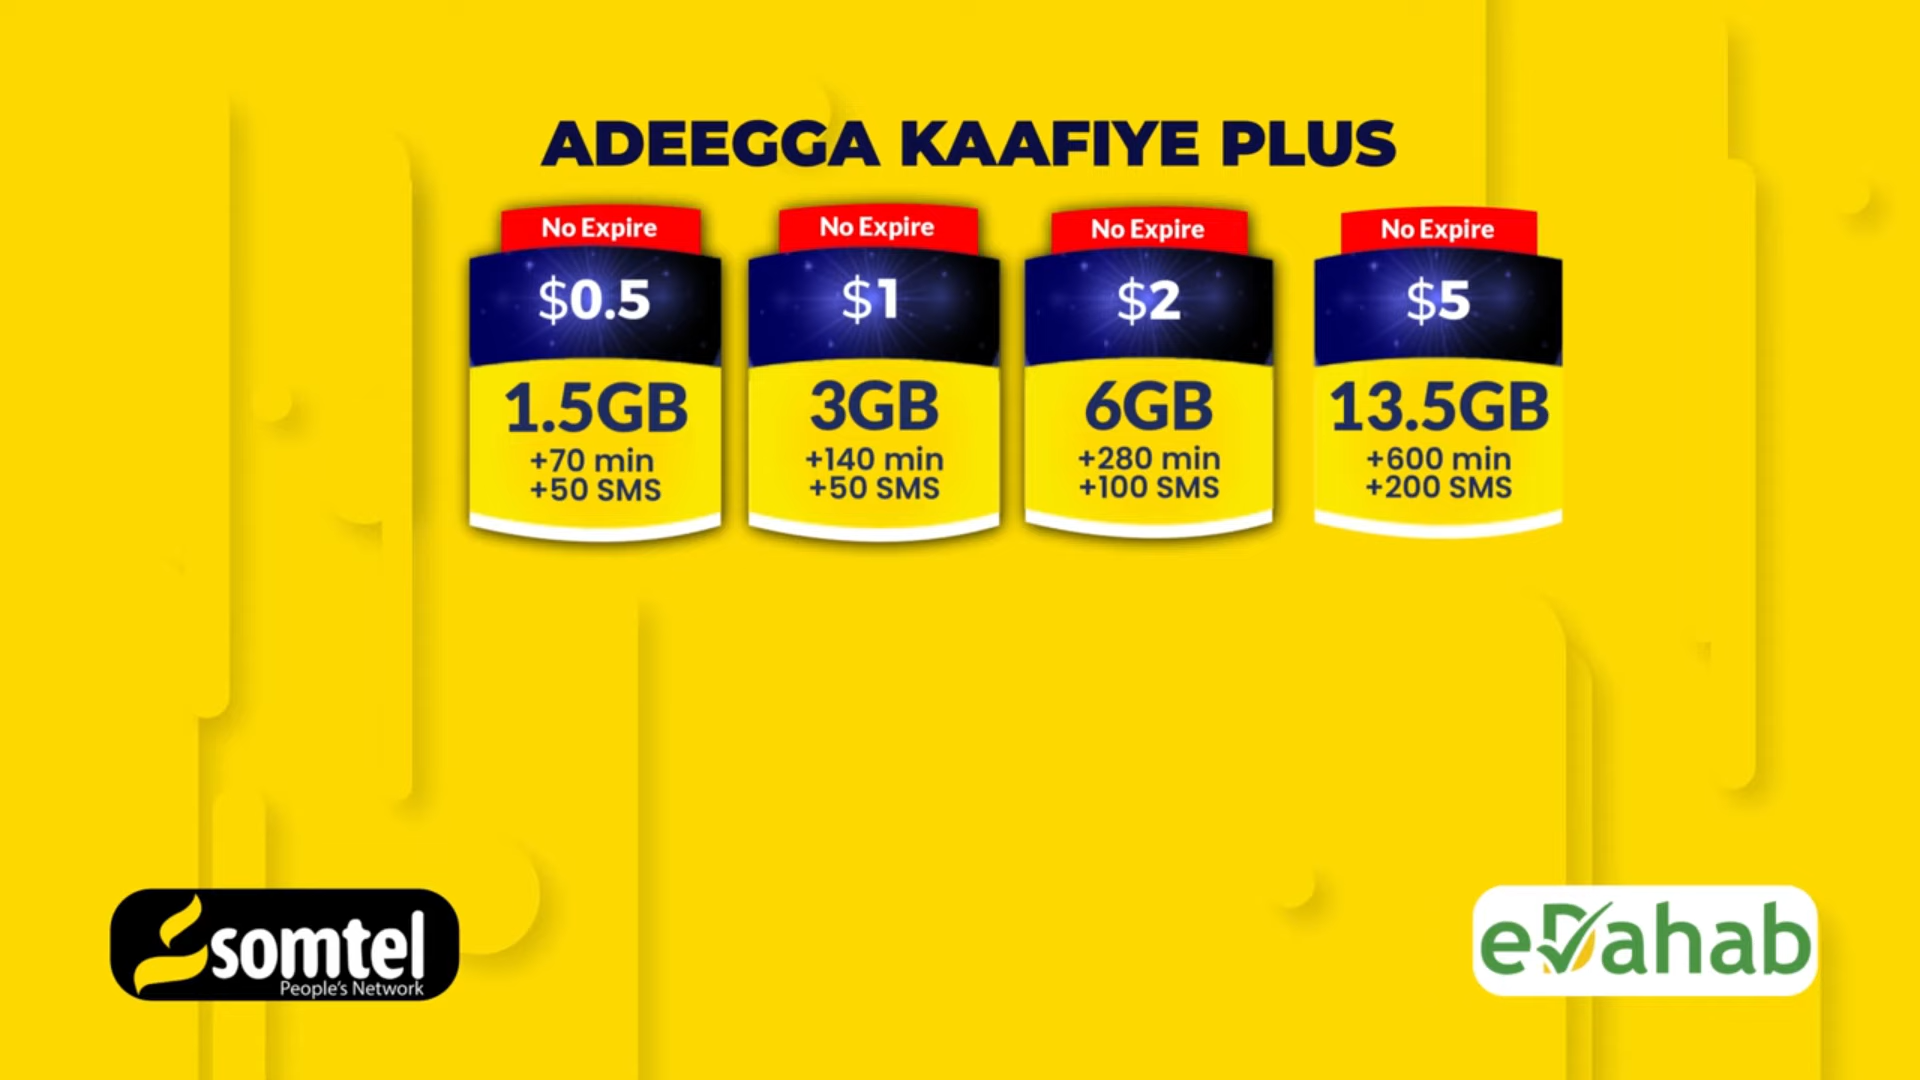 ADEEGGA KAAFIYE PLUS
No Expire
$0.5
1.5GB
+70 min
+50 SMS
No Expire
$1
3GB
+140 min
+50 SMS
No Expire
$2
6GB
+280 min
+100 SMS
No Expire
$5
13.5GB
+600 min
+200 SMS
somtel
People's Network
eDahab